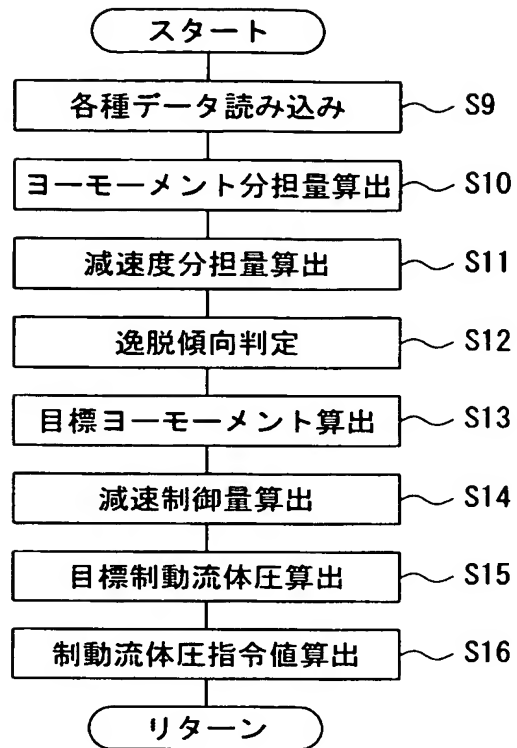 スタート
各種データ読み込み S9
ヨーモーメント分担量算出 S10
減速度分担量算出 S11
逸脱傾向判定 S12
目標ヨーモーメント算出 S13
減速制御量算出 S14
目標制動流体圧算出 S15
制動流体圧指令値算出 S16
リターン